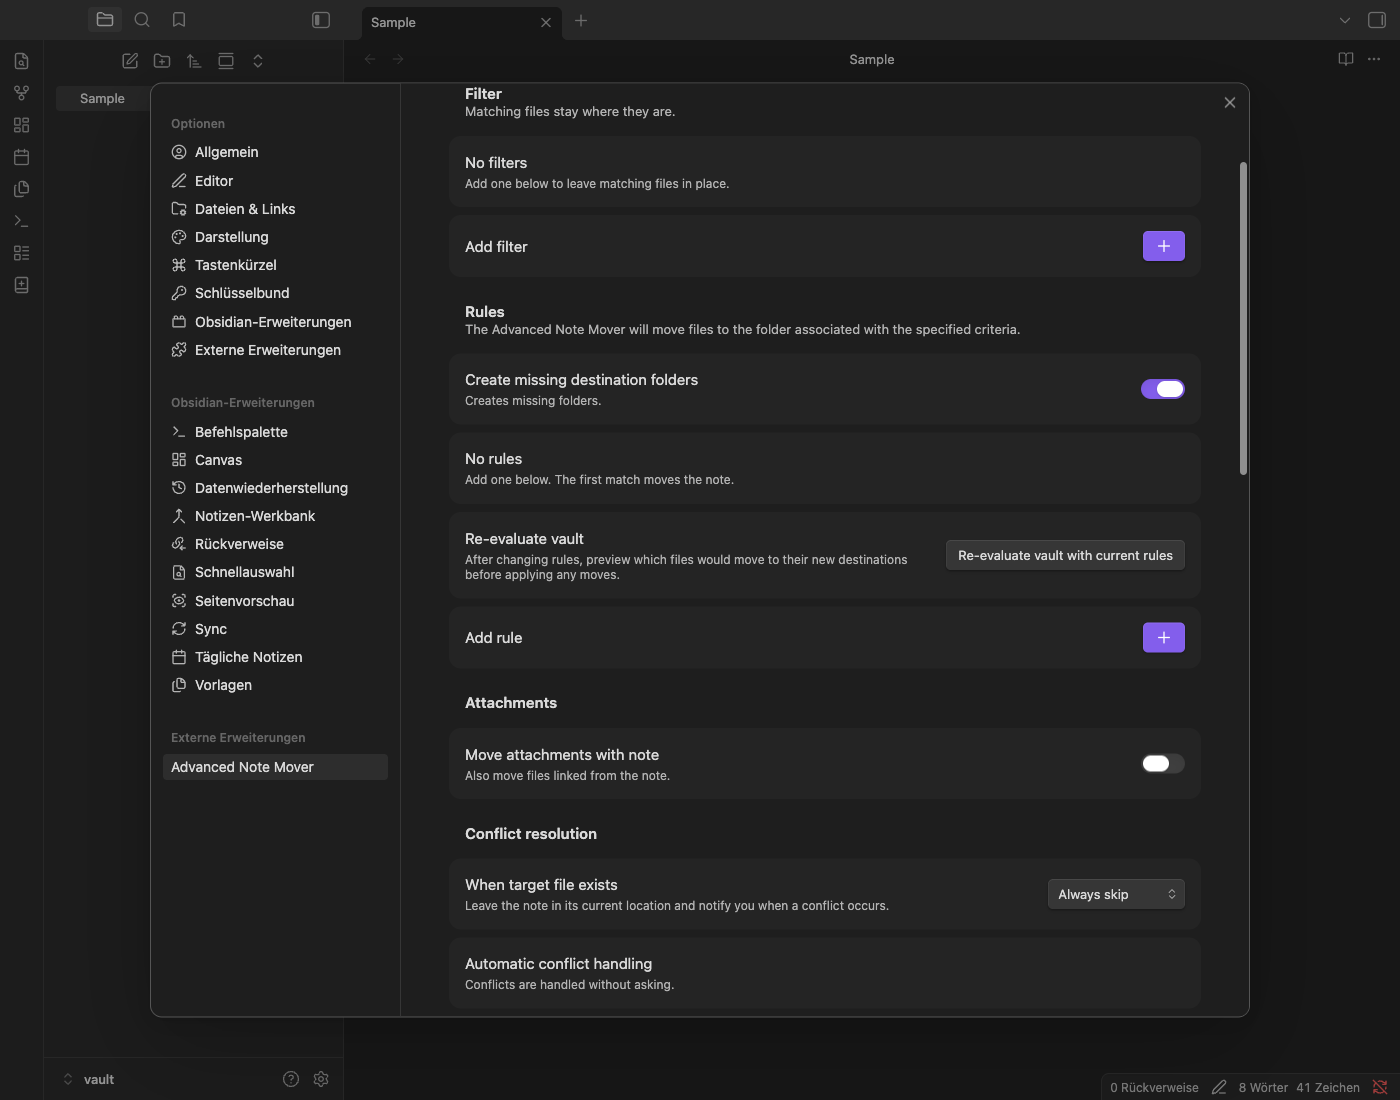 Sample
Sample
Sample
Optionen
Allgemein
Editor
Dateien & Links
Darstellung
Tastenkürzel
Schlüsselbund
Obsidian-Erweiterungen
Externe Erweiterungen
Obsidian-Erweiterungen
Befehlspalette
Canvas
Datenwiederherstellung
Notizen-Werkbank
Rückverweise
Schnellauswahl
Seitenvorschau
Sync
Tägliche Notizen
Vorlagen
Externe Erweiterungen
Advanced Note Mover
Filter
Matching files stay where they are.
No filters
Add one below to leave matching files in place.
Add filter
Rules
The Advanced Note Mover will move files to the folder associated with the specified criteria.
Create missing destination folders
Creates missing folders.
No rules
Add one below. The first match moves the note.
Re-evaluate vault
After changing rules, preview which files would move to their new destinations
before applying any moves.
Re-evaluate vault with current rules
Add rule
Attachments
Move attachments with note
Also move files linked from the note.
Conflict resolution
When target file exists
Leave the note in its current location and notify you when a conflict occurs.
Always skip
Automatic conflict handling
Conflicts are handled without asking.
vault
0 Rückverweise
8 Wörter
41 Zeichen